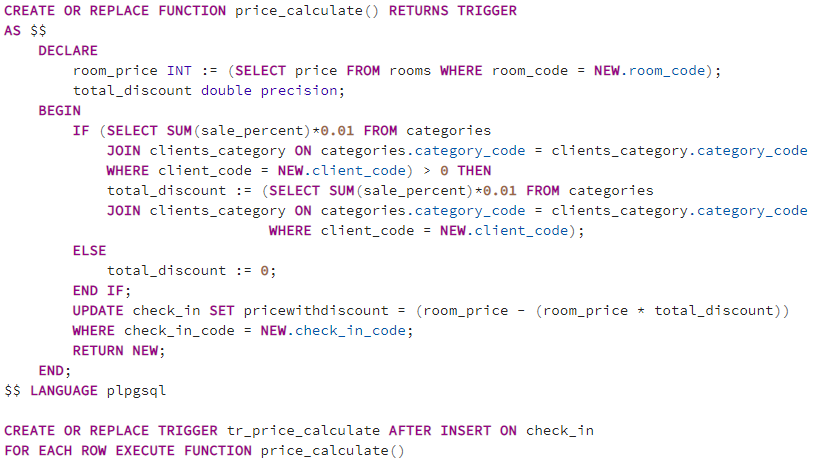 CREATE OR REPLACE FUNCTION price_calculate() RETURNS TRIGGER
AS $$
    DECLARE
        room_price INT := (SELECT price FROM rooms WHERE room_code = NEW.room_code);
        total_discount double precision;
    BEGIN
        IF (SELECT SUM(sale_percent)*0.01 FROM categories
            JOIN clients_category ON categories.category_code = clients_category.category_code
            WHERE client_code = NEW.client_code) > 0 THEN
            total_discount := (SELECT SUM(sale_percent)*0.01 FROM categories
            JOIN clients_category ON categories.category_code = clients_category.category_code
                               WHERE client_code = NEW.client_code);
        ELSE
            total_discount := 0;
        END IF;
        UPDATE check_in SET pricewithdiscount = (room_price - (room_price * total_discount))
        WHERE check_in_code = NEW.check_in_code;
        RETURN NEW;
    END;
$$ LANGUAGE plpgsql

CREATE OR REPLACE TRIGGER tr_price_calculate AFTER INSERT ON check_in
FOR EACH ROW EXECUTE FUNCTION price_calculate()